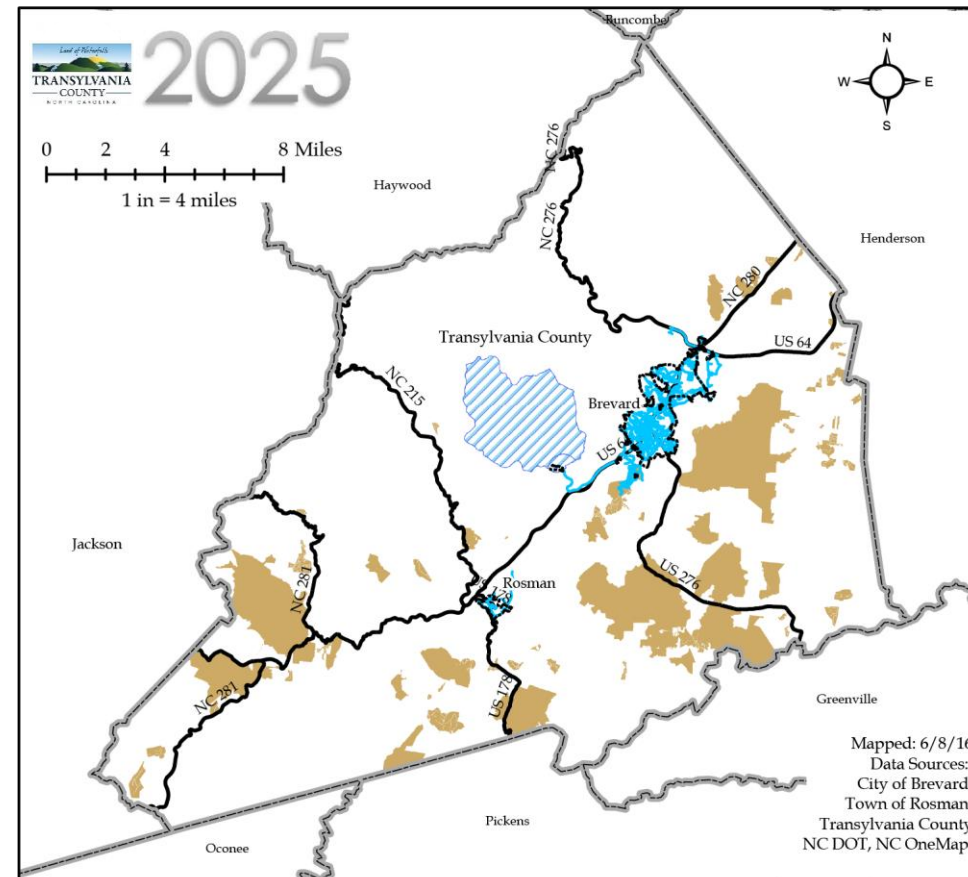 Buncombe
Land of Waterfalls
TRANSYLVANIA
COUNTY
NORTH CAROLINA
2025
N
W E
S
0 2 4 8 Miles
1 in = 4 miles
NC 276
Haywood
NC 276
Henderson
NC 280
Transylvania County
US 64
NC 215
Brevard
US 6
Jackson
NC 281
US 276
Rosman
US 178
NC 281
US 178
Greenville
Mapped: 6/8/16
Data Sources:
City of Brevard
Town of Rosman
Transylvania County
NC DOT, NC OneMap
Pickens
Oconee